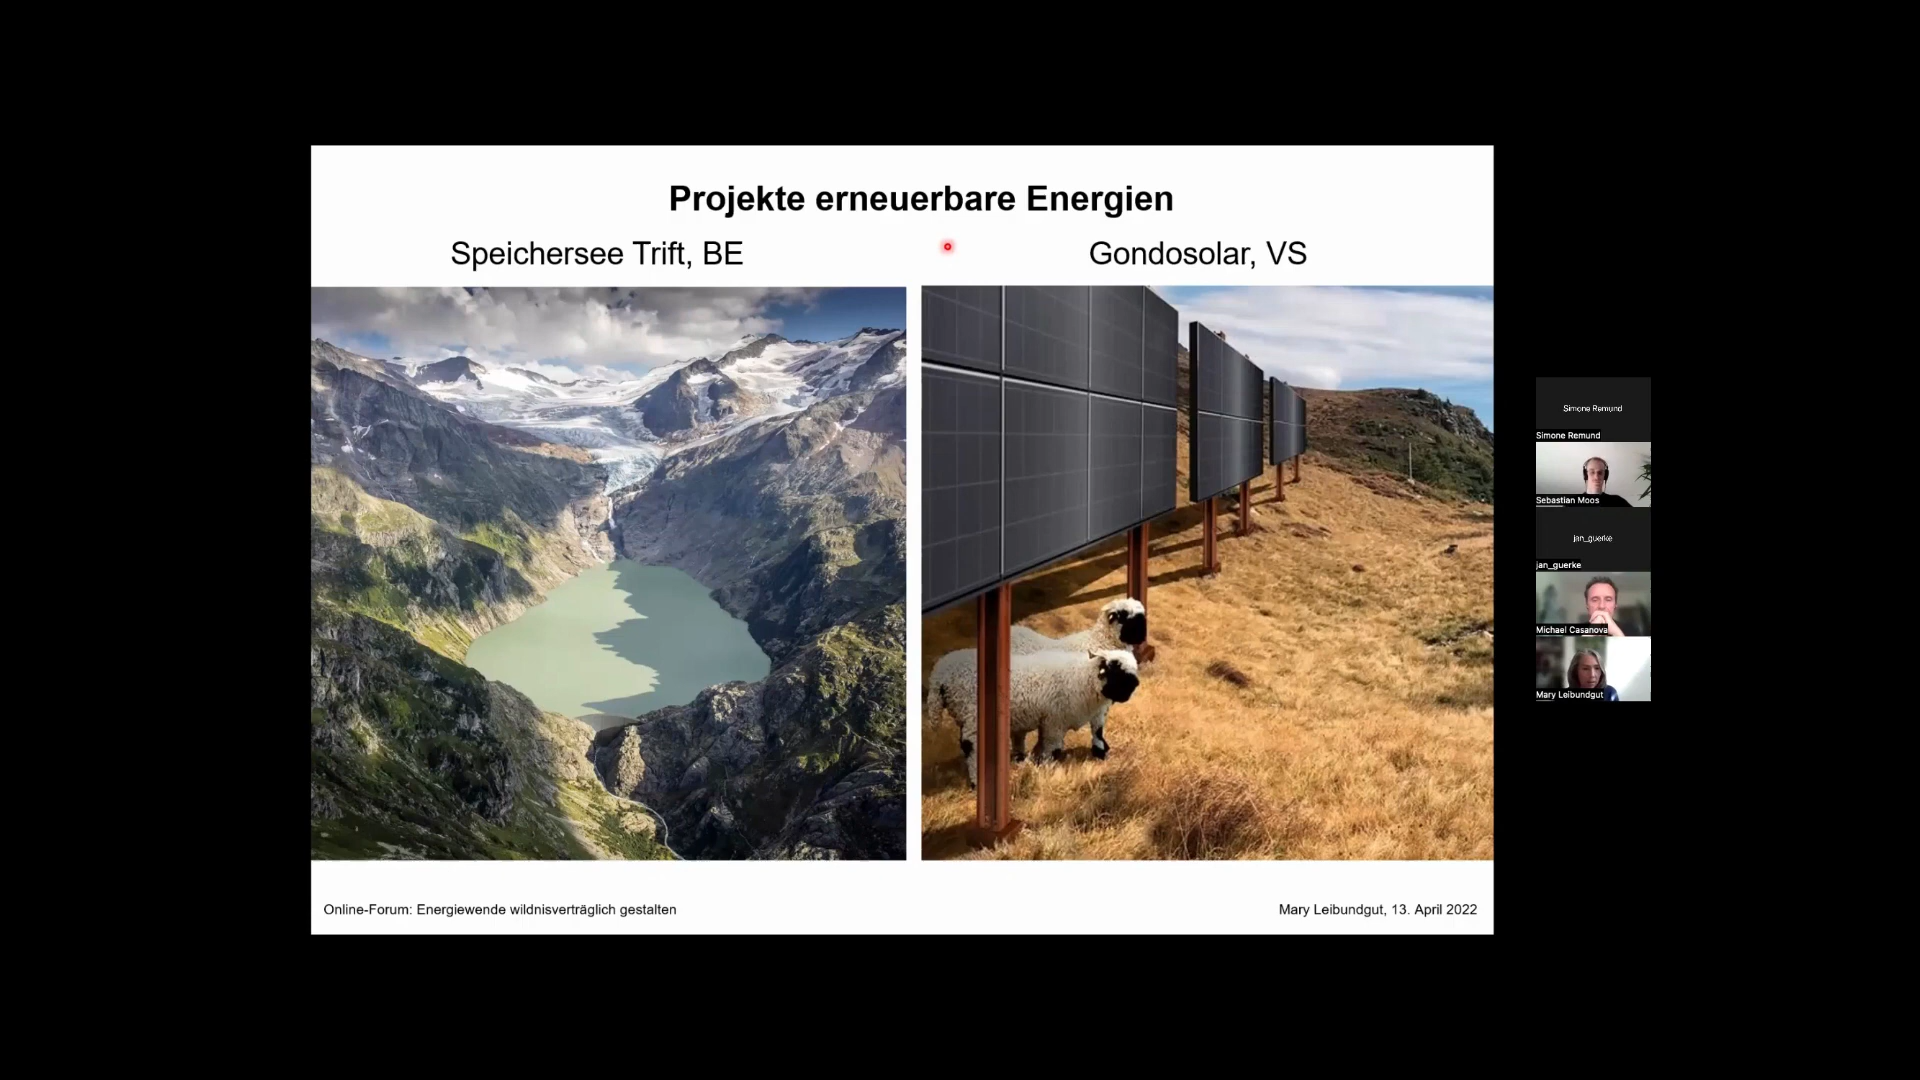 Projekte erneuerbare Energien
Speichersee Trift, BE
Gondosolar, VS
Online-Forum: Energiewende wildnisverträglich gestalten
Mary Leibundgut, 13. April 2022
Simone Remund
Simone Remund
Sebastian Moos
jan_guerke
jan_guerke
Michael Casanova
Mary Leibundgut